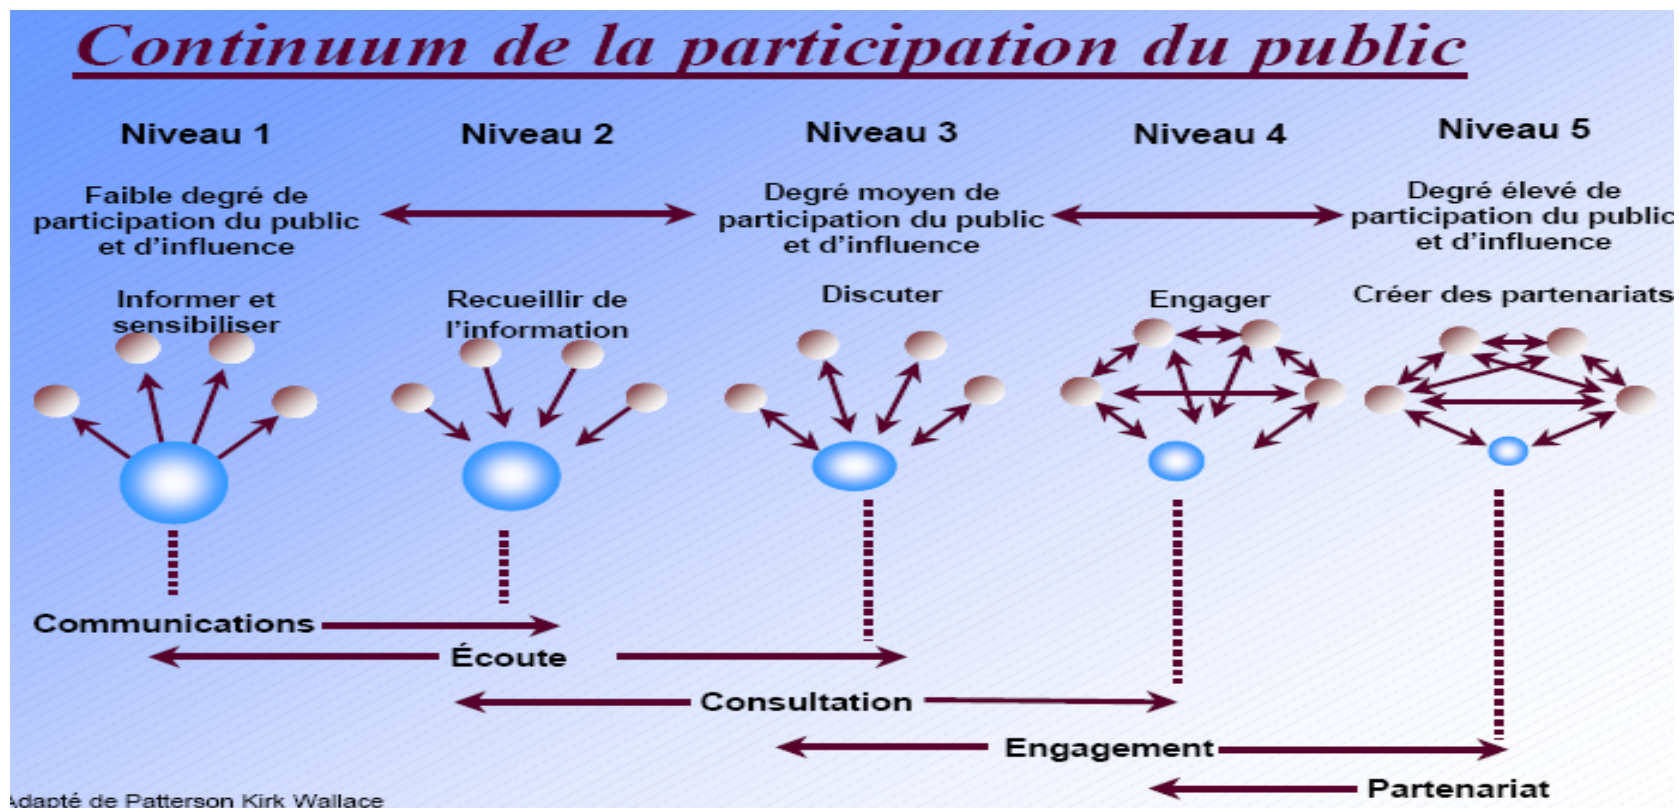 Continuum de la participation du public
Niveau 1
Niveau 2
Niveau 3
Niveau 4
Niveau 5
Faible degré de
participation du public
et d'influence
Degré moyen de
participation du public
et d'influence
Degré élevé de
participation du public
et d'influence
Informer et
sensibiliser
Recueillir de
l'information
Discuter
Engager
Créer des partenariats
Communications
Écoute
Consultation
Engagement
Partenariat
Adapté de Patterson Kirk Wallace